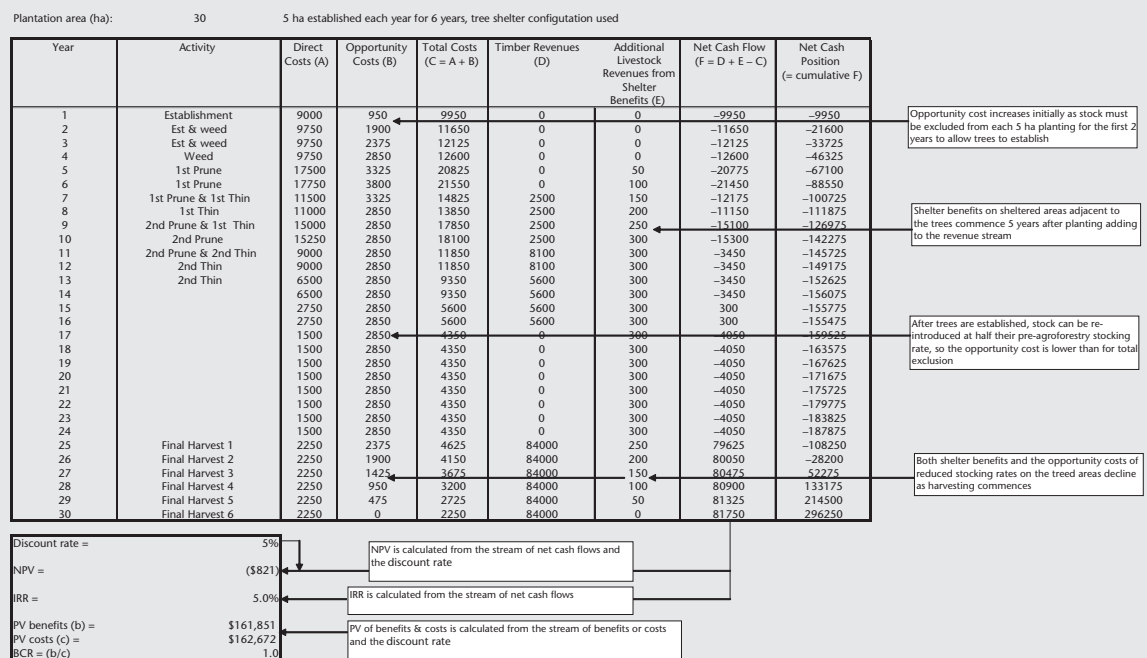 Plantation area (ha): 30 5 ha established each year for 6 years, tree shelter configutation used
Year Activity Direct Opportunity Total Costs Timber Revenues Additional Net Cash Flow Net Cash
Costs (A) Costs (B) (C = A + B) (D) Livestock (F = D + E – C) Position
Revenues from (= cumulative F)
Shelter
Benefits (E)
1 Establishment 9000 950 9950 0 0 –9950 –9950
2 Est & weed 9750 1900 11650 0 0 –11650 –21600
3 Est & weed 9750 2375 12125 0 0 –12125 –33725
4 Weed 9750 2850 12600 0 0 –12600 –46325
5 1st Prune 17500 3325 20825 0 50 –20775 –67100
6 1st Prune 17750 3800 21550 0 100 –21450 –88550
7 1st Prune & 1st Thin 11500 3325 14825 2500 150 –12175 –100725
8 1st Thin 11000 2850 13850 2500 200 –11150 –111875
9 2nd Prune & 1st Thin 15000 2850 17850 2500 250 –15100 –126975
10 2nd Prune 15250 2850 18100 2500 300 –15300 –142275
11 2nd Prune & 2nd Thin 9000 2850 11850 8100 300 –3450 –145725
12 2nd Thin 9000 2850 11850 8100 300 –3450 –149175
13 2nd Thin 6500 2850 9350 5600 300 –3450 –152625
14 6500 2850 9350 5600 300 –3450 –156075
15 2750 2850 5600 5600 300 300 –155775
16 2750 2850 5600 5600 300 300 –155475
17 1500 2850 4350 0 300 –4050 –159525
18 1500 2850 4350 0 300 –4050 –163575
19 1500 2850 4350 0 300 –4050 –167625
20 1500 2850 4350 0 300 –4050 –171675
21 1500 2850 4350 0 300 –4050 –175725
22 1500 2850 4350 0 300 –4050 –179775
23 1500 2850 4350 0 300 –4050 –183825
24 1500 2850 4350 0 300 –4050 –187875
25 Final Harvest 1 2250 2375 4625 84000 250 79625 –108250
26 Final Harvest 2 2250 1900 4150 84000 200 80050 –28200
27 Final Harvest 3 2250 1425 3675 84000 150 80475 52275
28 Final Harvest 4 2250 950 3200 84000 100 80900 133175
29 Final Harvest 5 2250 475 2725 84000 50 81325 214500
30 Final Harvest 6 2250 0 2250 84000 0 81750 296250
Opportunity cost increases initially as stock must
be excluded from each 5 ha planting for the first 2
years to allow trees to establish
Shelter benefits on sheltered areas adjacent to
the trees commence 5 years after planting adding
to the revenue stream
After trees are established, stock can be re-
introduced at half their pre-agroforestry stocking
rate, so the opportunity cost is lower than for total
exclusion
Both shelter benefits and the opportunity costs of
reduced stocking rates on the treed areas decline
as harvesting commences
Discount rate = 5%
NPV = ($821)
IRR = 5.0%
PV benefits (b) = $161,851
PV costs (c) = $162,672
BCR = (b/c) 1.0
NPV is calculated from the stream of net cash flows and
the discount rate
IRR is calculated from the stream of net cash flows
PV of benefits & costs is calculated from the stream of benefits or costs
and the discount rate